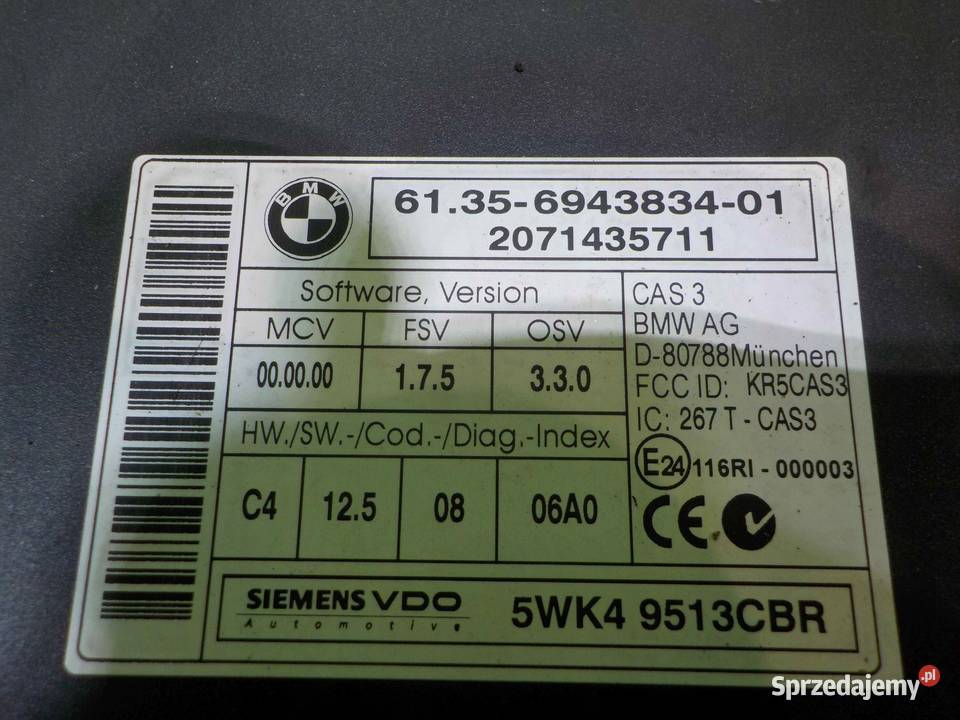 BMW
61.35-6943834-01
2071435711
Software, Version
MCV FSV OSV
00.00.00 1.7.5 3.3.0
HW./SW.-/Cod.-/Diag.-Index
C4 12.5 08 06A0
CAS 3
BMW AG
D-80788München
FCC ID: KR5CAS3
IC: 267 T - CAS3
E24 116RI - 000003
CE
SIEMENS VDO
Automotive
5WK4 9513CBR
Sprzedajemy.pl